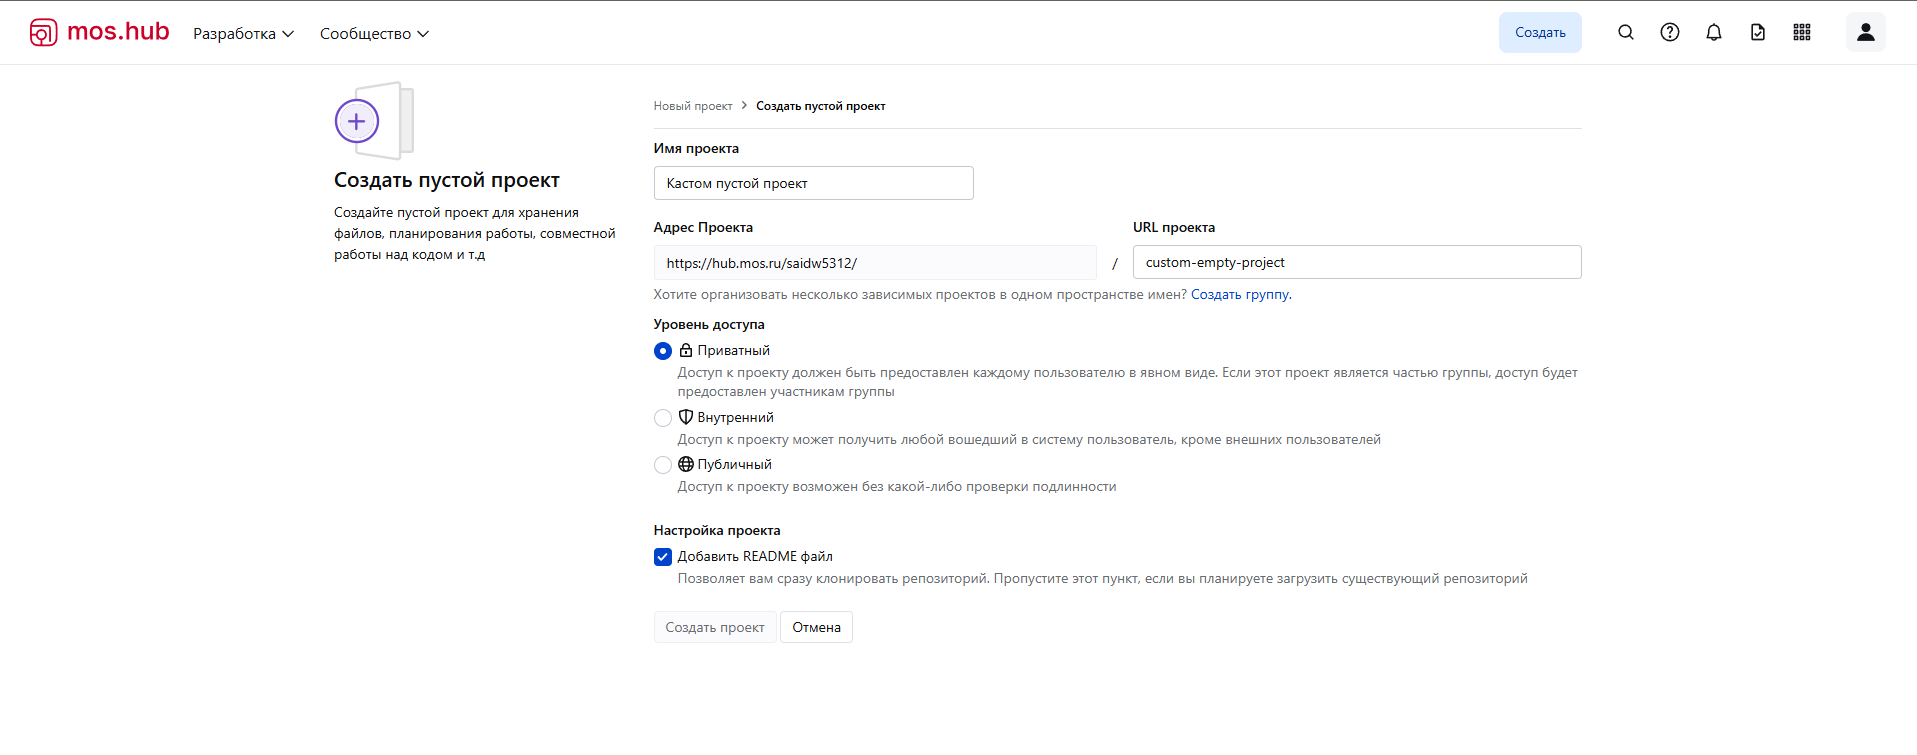 mos.hub Разработка Сообщество Создать
Создать пустой проект
Создайте пустой проект для хранения
файлов, планирования работы, совместной
работы над кодом и т.д
Новый проект > Создать пустой проект
Имя проекта
Кастом пустой проект
Адрес Проекта URL проекта
https://hub.mos.ru/saidw5312/ / custom-empty-project
Хотите организовать несколько зависимых проектов в одном пространстве имен? Создать группу.
Уровень доступа
Приватный
Доступ к проекту должен быть предоставлен каждому пользователю в явном виде. Если этот проект является частью группы, доступ будет
предоставлен участникам группы
Внутренний
Доступ к проекту может получить любой вошедший в систему пользователь, кроме внешних пользователей
Публичный
Доступ к проекту возможен без какой-либо проверки подлинности
Настройка проекта
Добавить README файл
Позволяет вам сразу клонировать репозиторий. Пропустите этот пункт, если вы планируете загрузить существующий репозиторий
Создать проект Отмена